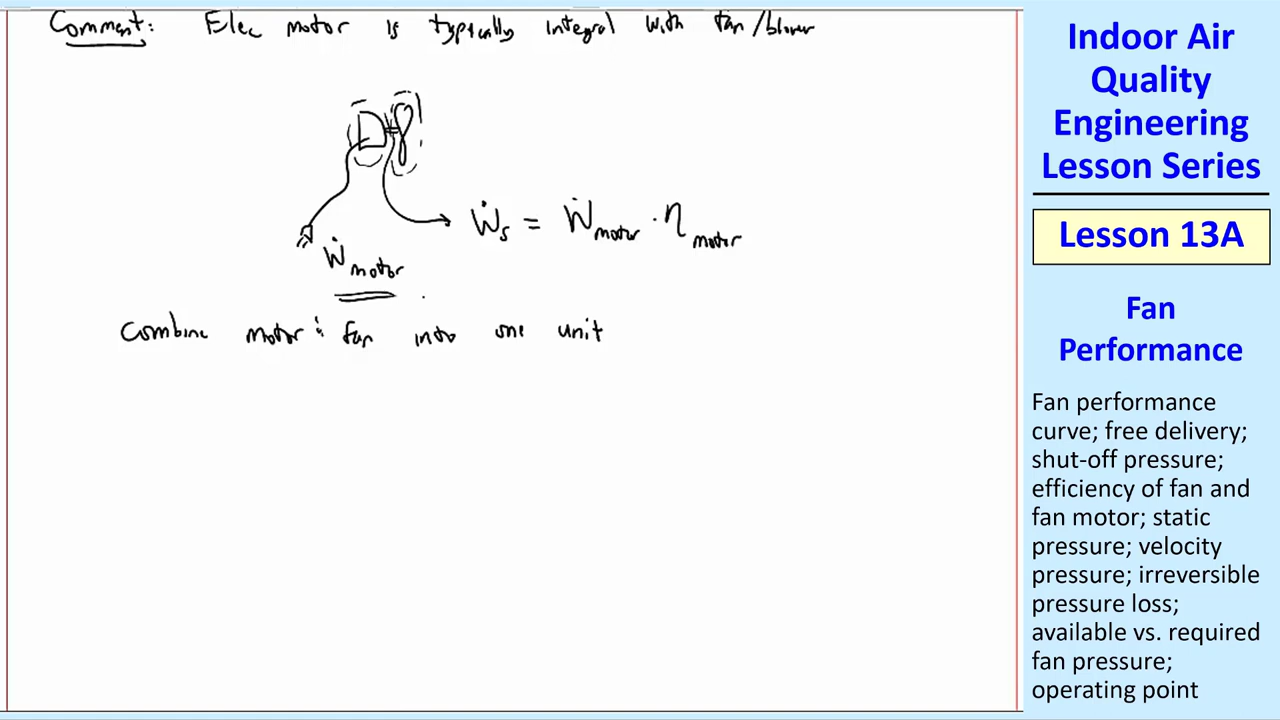 Comment: Elec motor is typically integral with fan/blower
Ẇs = Ẇmotor · ηmotor
Ẇmotor
Combine motor & fan into one unit
Indoor Air
Quality
Engineering
Lesson Series
Lesson 13A
Fan
Performance
Fan performance
curve; free delivery;
shut-off pressure;
efficiency of fan and
fan motor; static
pressure; velocity
pressure; irreversible
pressure loss;
available vs. required
fan pressure;
operating point